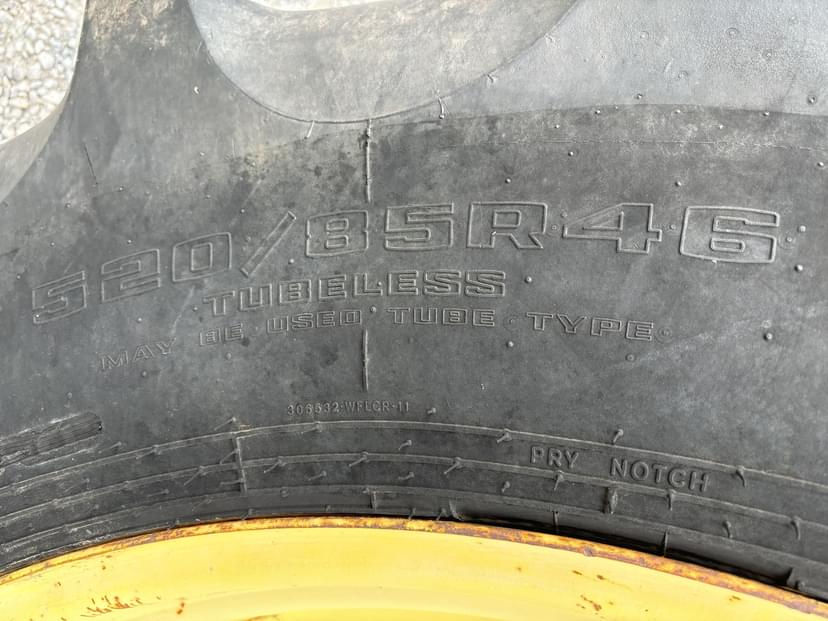 520/85R46
TUBELESS
MAY BE USED TUBE TYPE
306532-WFLCR-11
PRY NOTCH